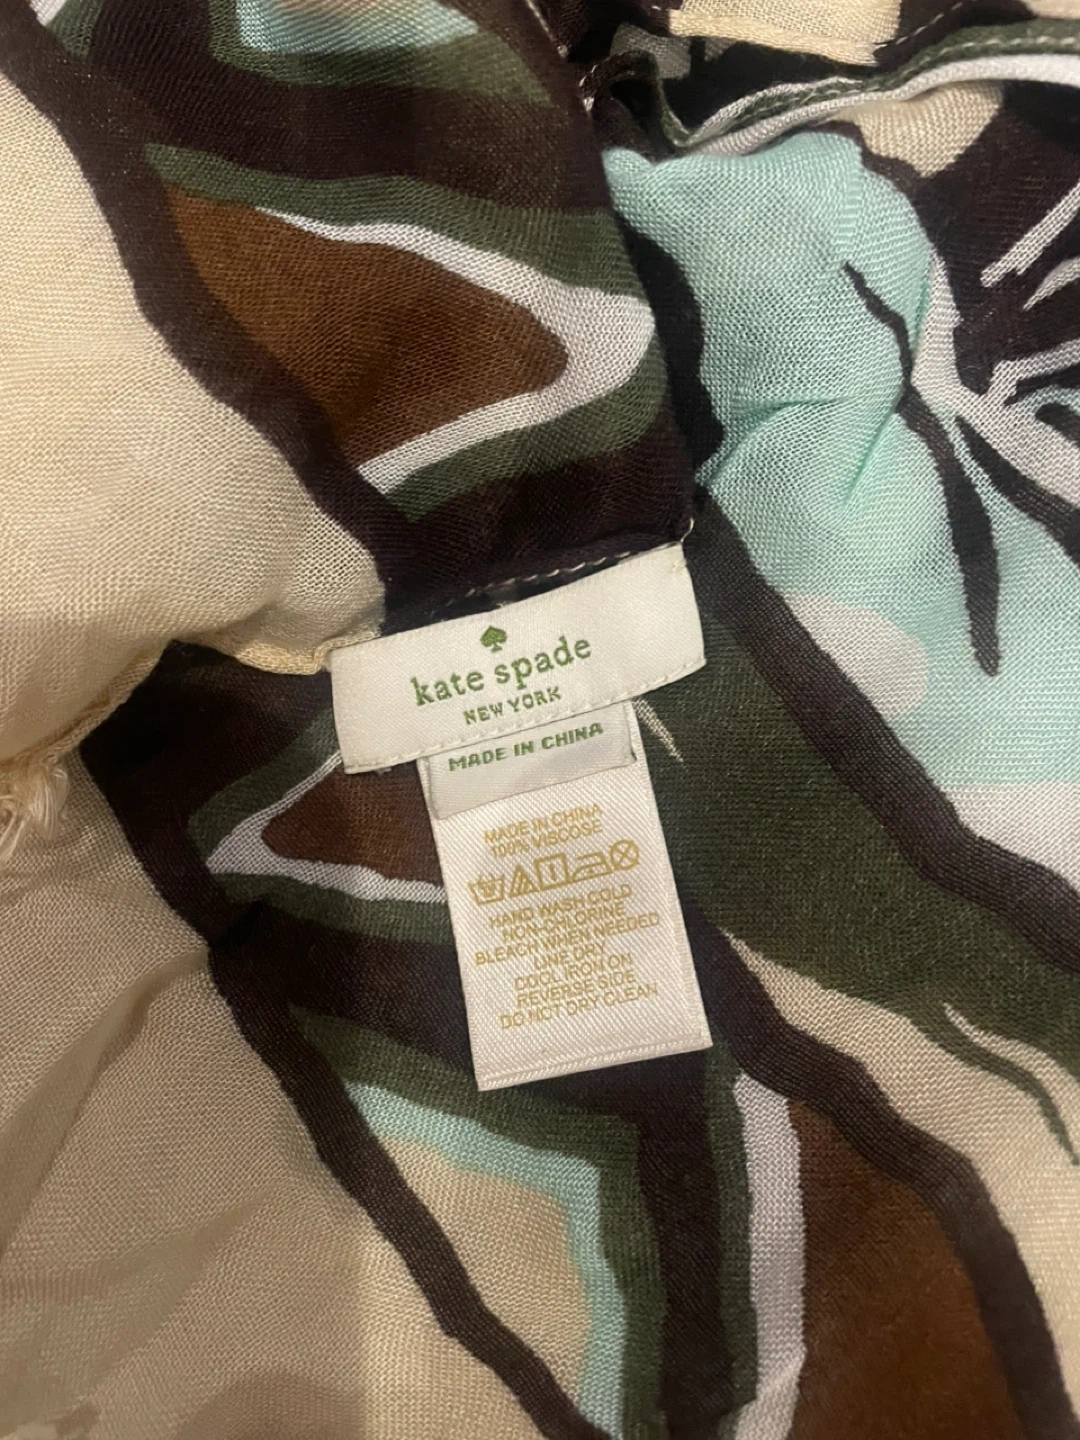 kate spade
NEW YORK
MADE IN CHINA
MADE IN CHINA
100% VISCOSE
HAND WASH COLD
NON-CHLORINE
BLEACH WHEN NEEDED
LINE DRY
COOL IRON ON
REVERSE SIDE
DO NOT DRY CLEAN